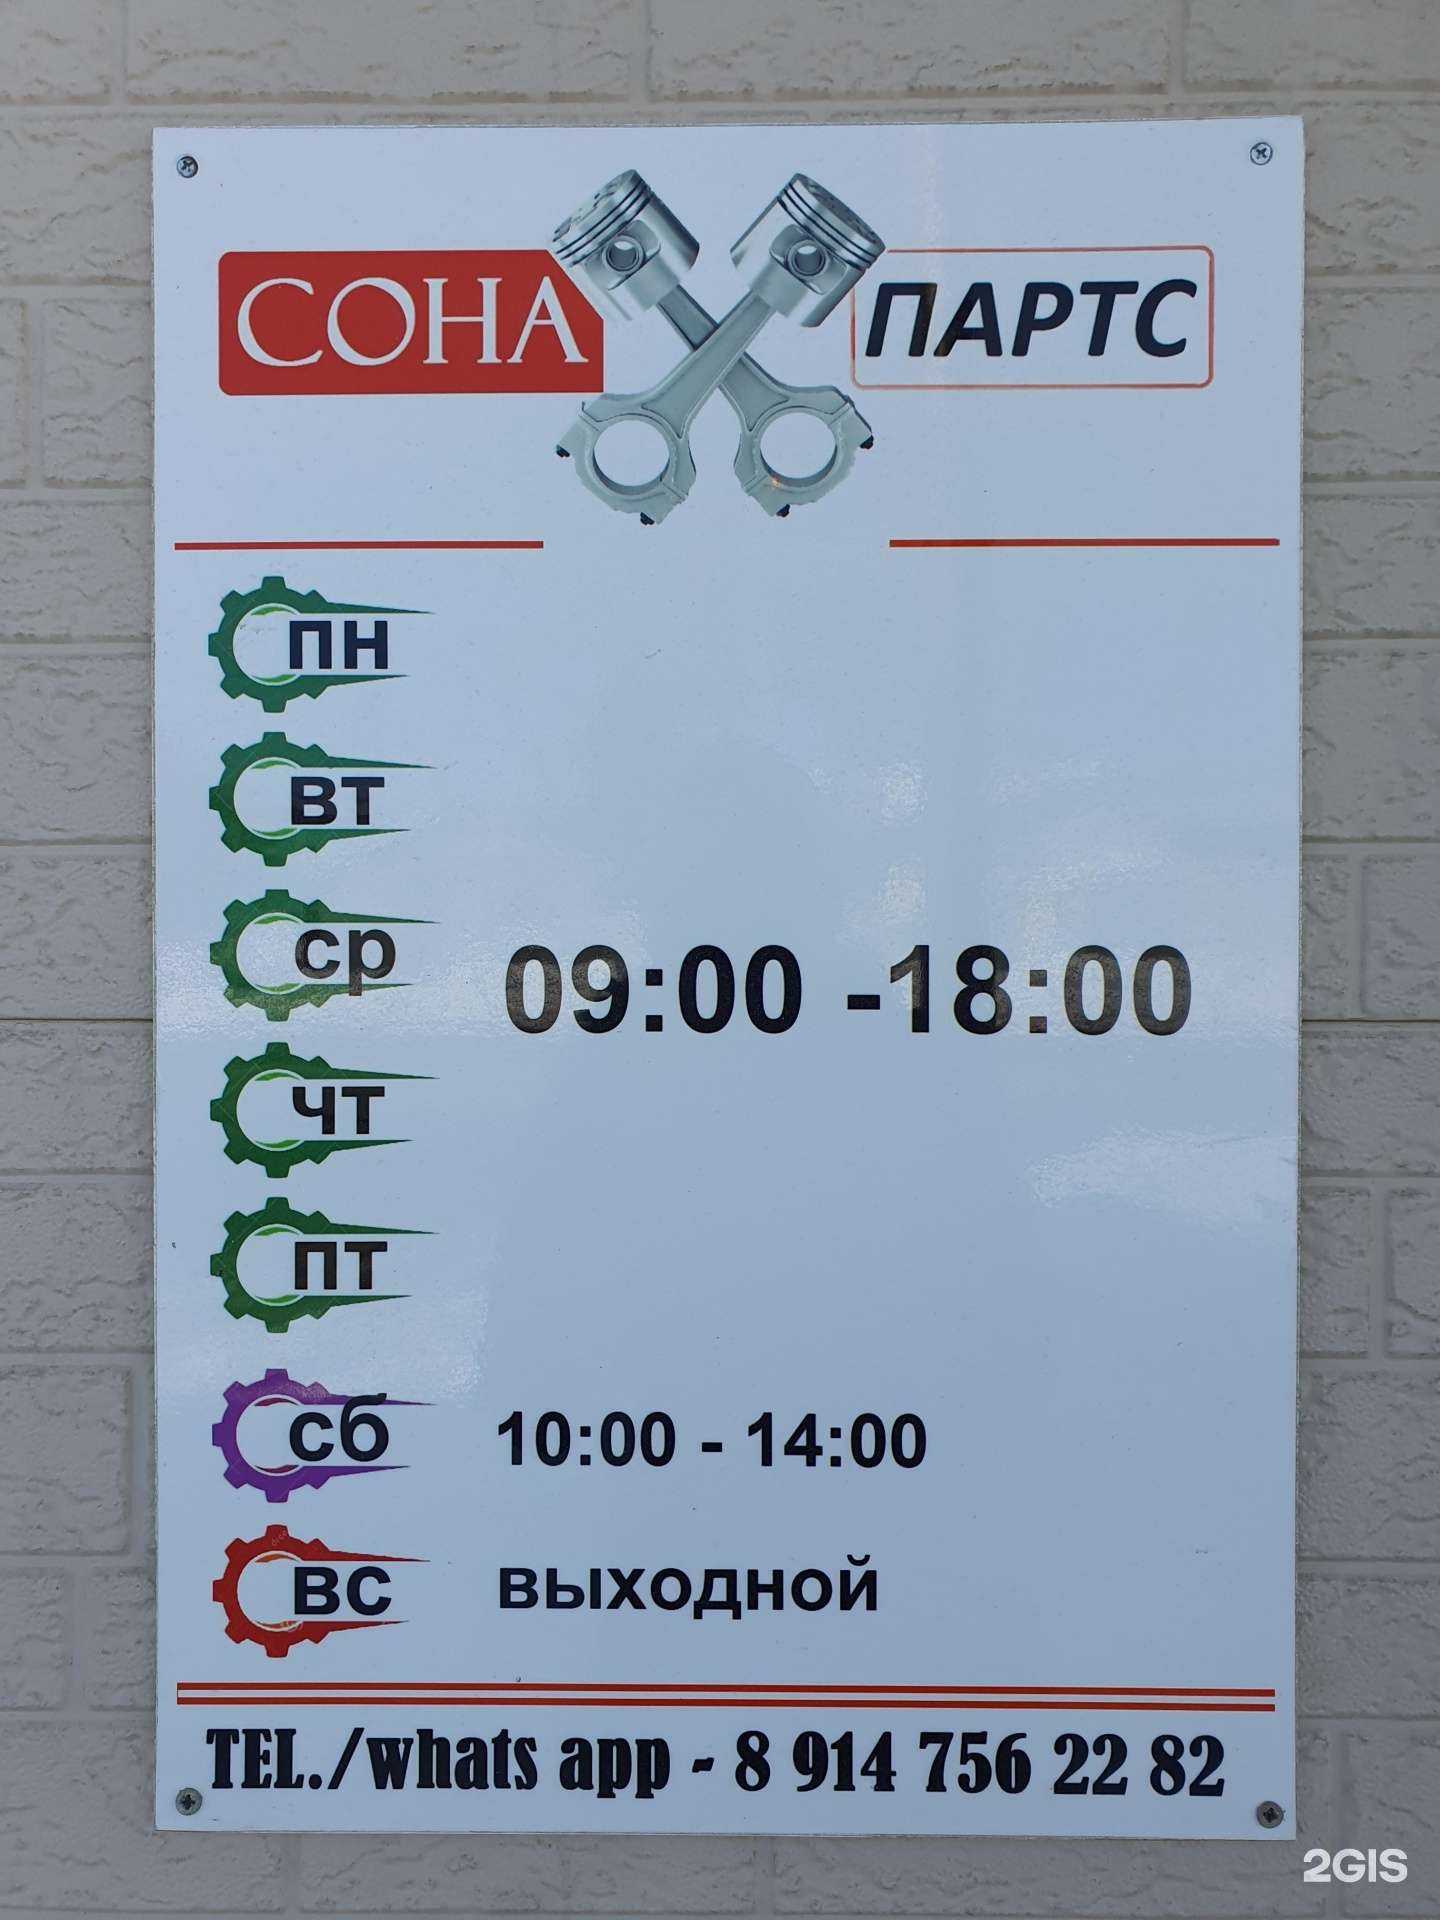 СОНА ПАРТС
пн
вт
ср 09:00 -18:00
чт
пт
сб 10:00 - 14:00
вс выходной
TEL./whats app - 8 914 756 22 82
2GIS